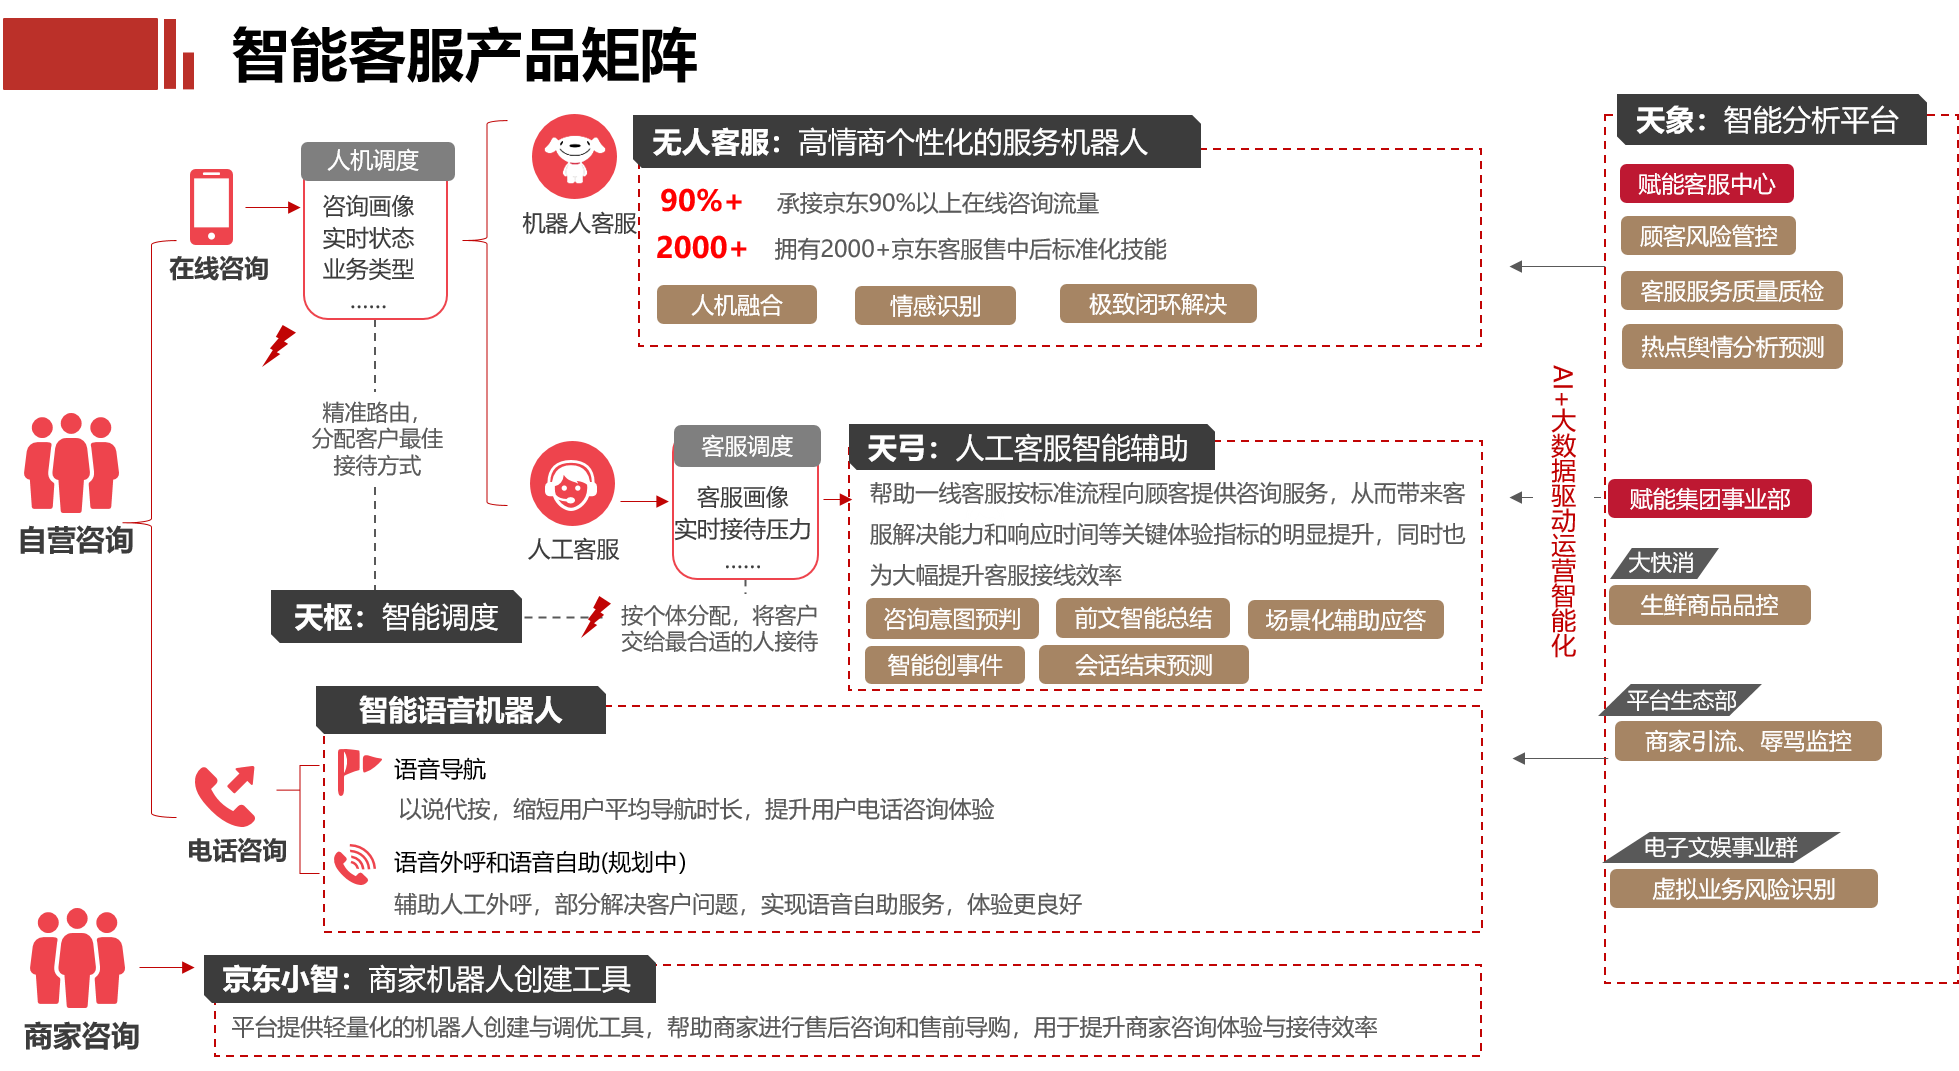 智能客服产品矩阵
自营咨询
在线咨询
人机调度
咨询画像
实时状态
业务类型
……
精准路由，
分配客户最佳
接待方式
天枢：智能调度
机器人客服
无人客服：高情商个性化的服务机器人
90%+ 承接京东90%以上在线咨询流量
2000+ 拥有2000+京东客服售中后标准化技能
人机融合 情感识别 极致闭环解决
人工客服
客服调度
客服画像
实时接待压力
……
按个体分配，将客户
交给最合适的人接待
天弓：人工客服智能辅助
帮助一线客服按标准流程向顾客提供咨询服务，从而带来客
服解决能力和响应时间等关键体验指标的明显提升，同时也
为大幅提升客服接线效率
咨询意图预判 前文智能总结 场景化辅助应答
智能创事件 会话结束预测
电话咨询
智能语音机器人
语音导航
以说代按，缩短用户平均导航时长，提升用户电话咨询体验
语音外呼和语音自助(规划中)
辅助人工外呼，部分解决客户问题，实现语音自助服务，体验更良好
商家咨询
京东小智：商家机器人创建工具
平台提供轻量化的机器人创建与调优工具，帮助商家进行售后咨询和售前导购，用于提升商家咨询体验与接待效率
AI+大数据驱动运营智能化
天象：智能分析平台
赋能客服中心
顾客风险管控
客服服务质量质检
热点舆情分析预测
赋能集团事业部
大快消
生鲜商品品控
平台生态部
商家引流、辱骂监控
电子文娱事业群
虚拟业务风险识别